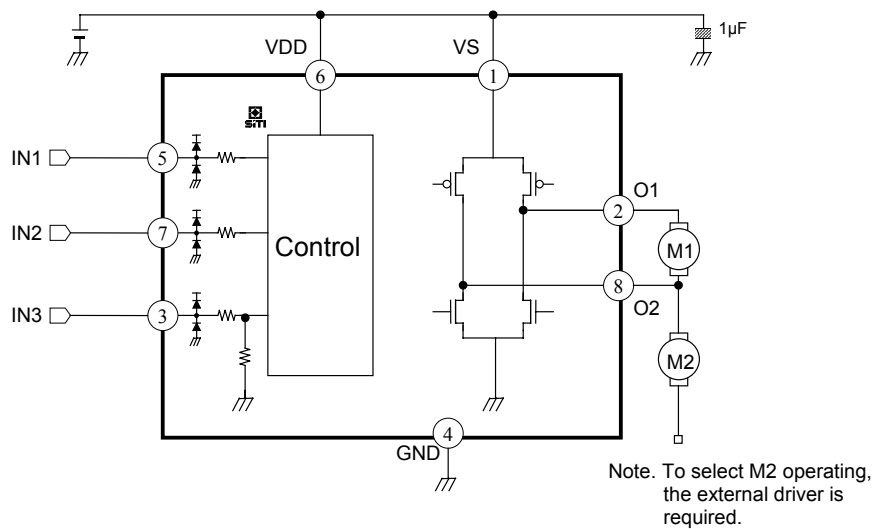 1µF
VDD
VS
6
1
SiTI
IN1
5
O1
2
IN2
7
Control
M1
8
O2
IN3
3
M2
4
GND
Note. To select M2 operating,
the external driver is
required.